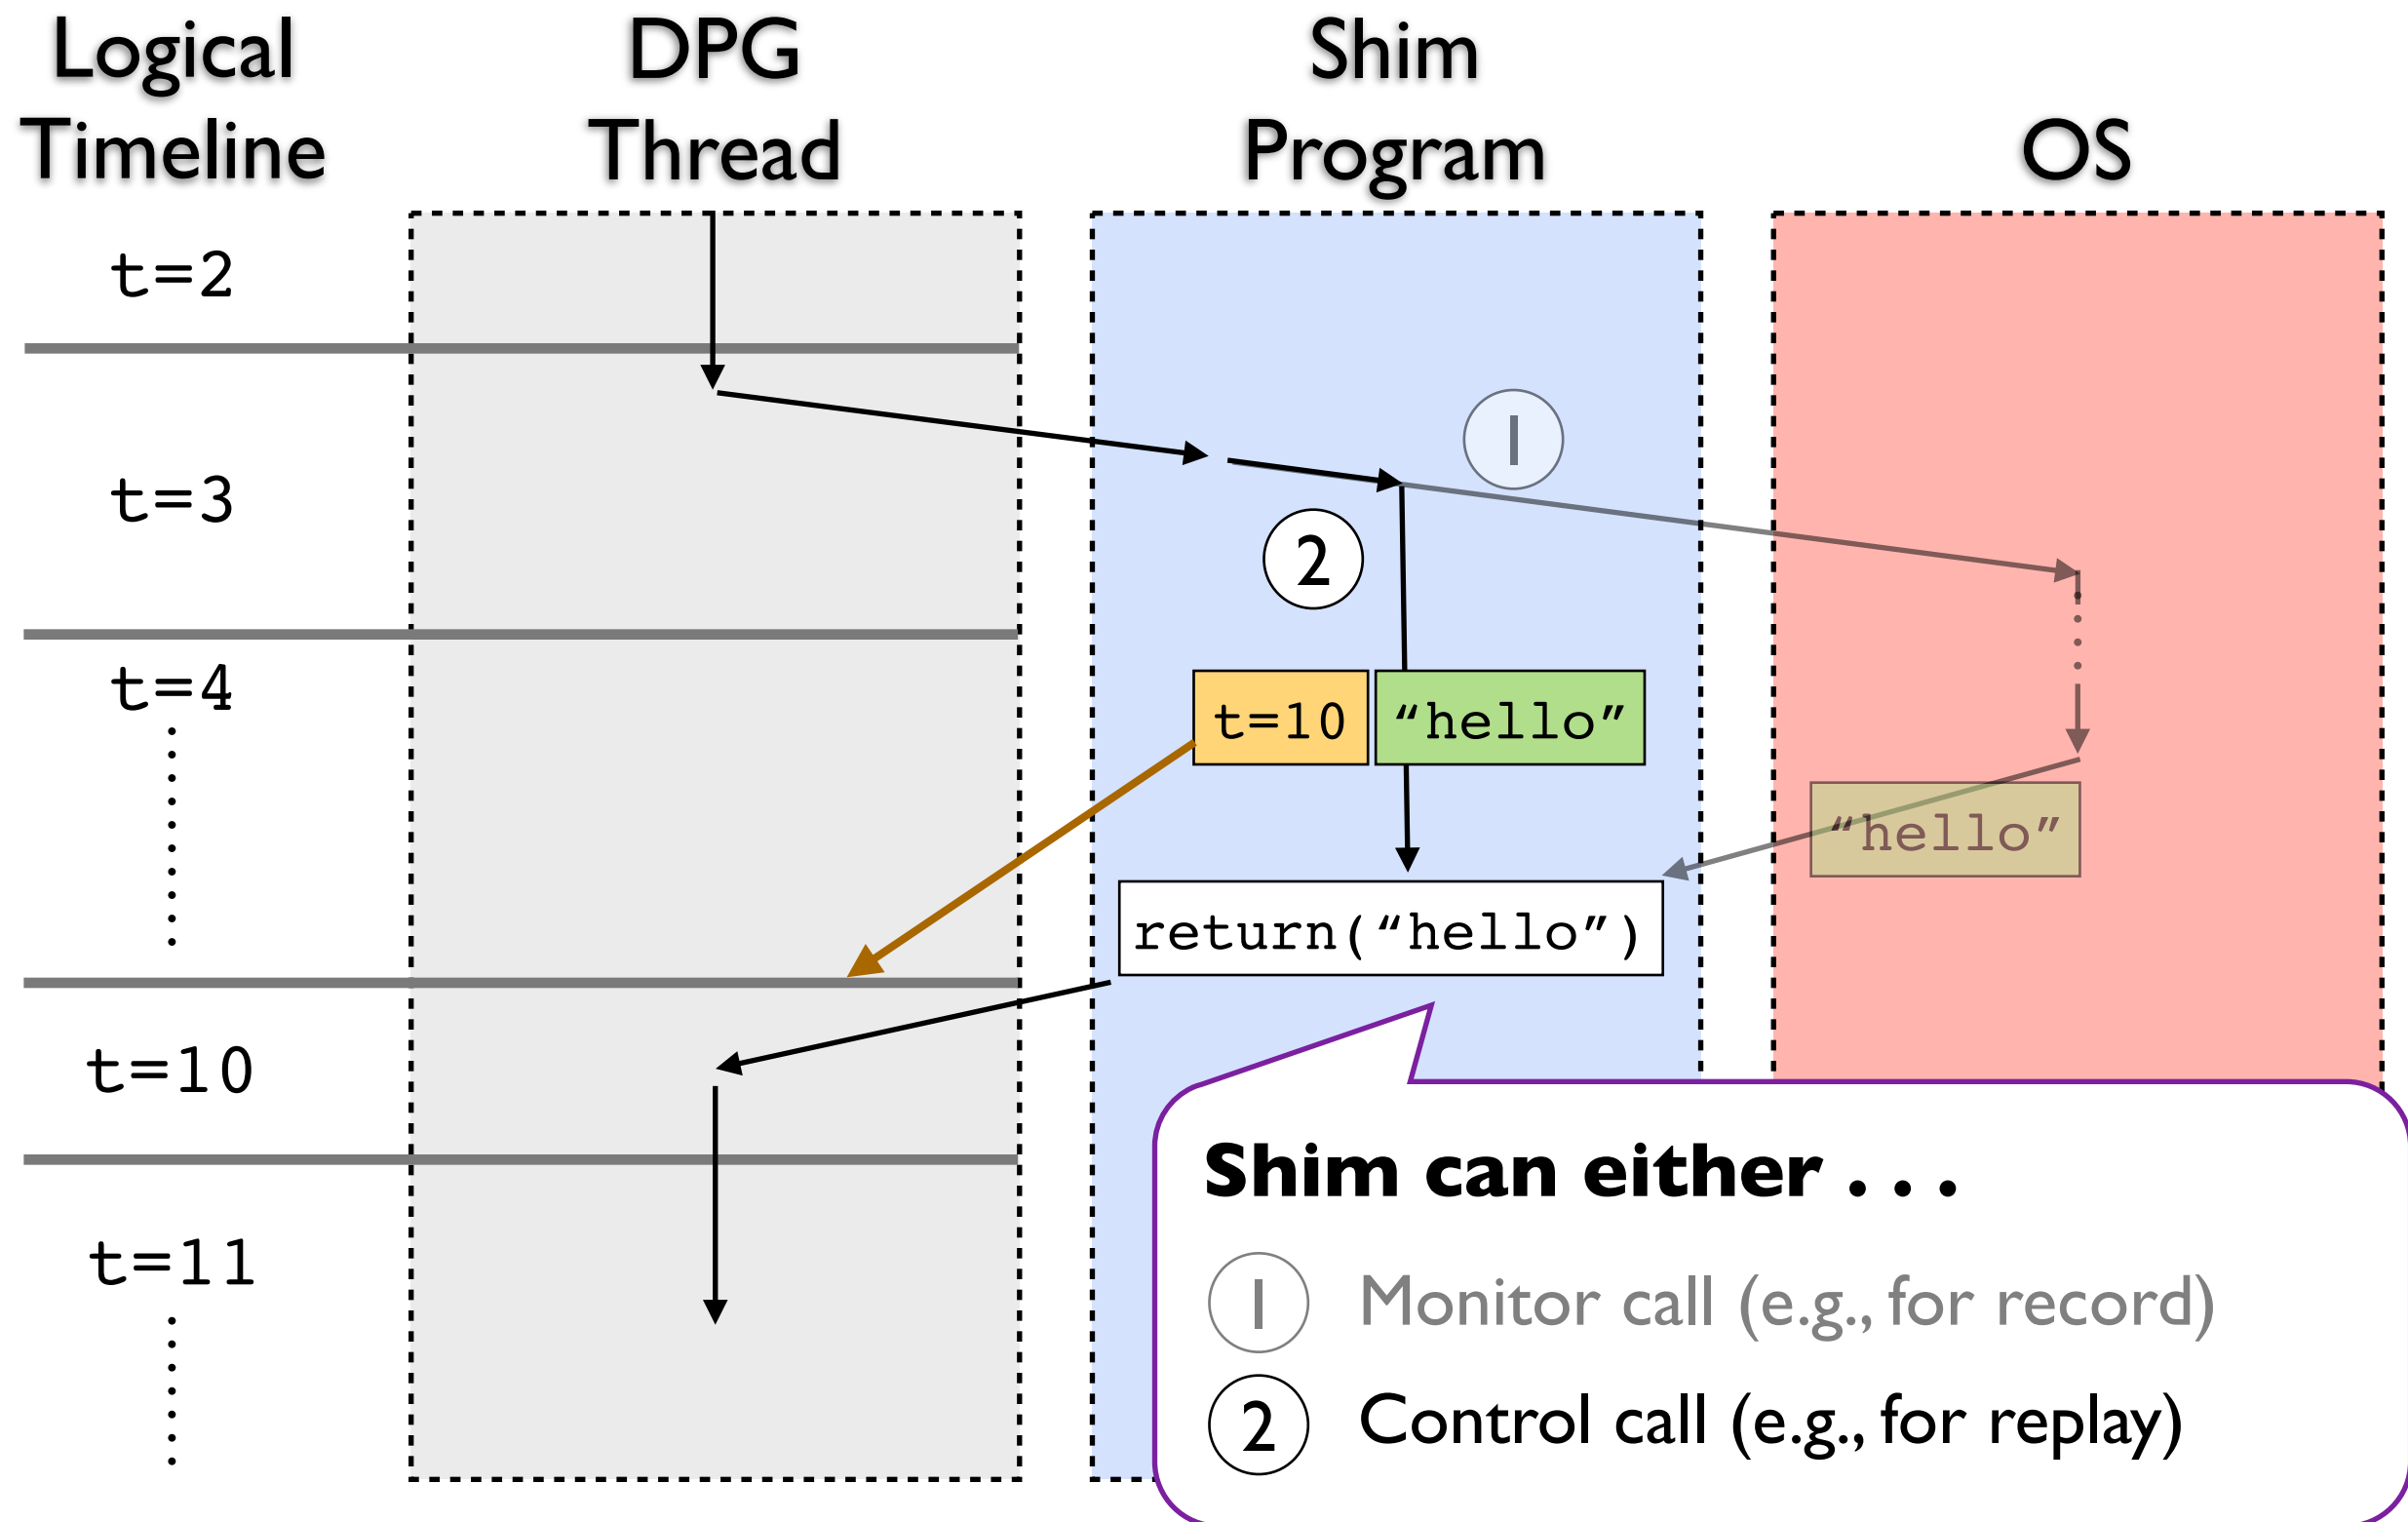 Logical
Timeline
DPG
Thread
Shim
Program
OS
t=2
t=3
1
2
t=4
t=10
“hello”
“hello”
return(“hello”)
t=10
t=11
Shim can either . . .
1 Monitor call (e.g., for record)
2 Control call (e.g., for replay)